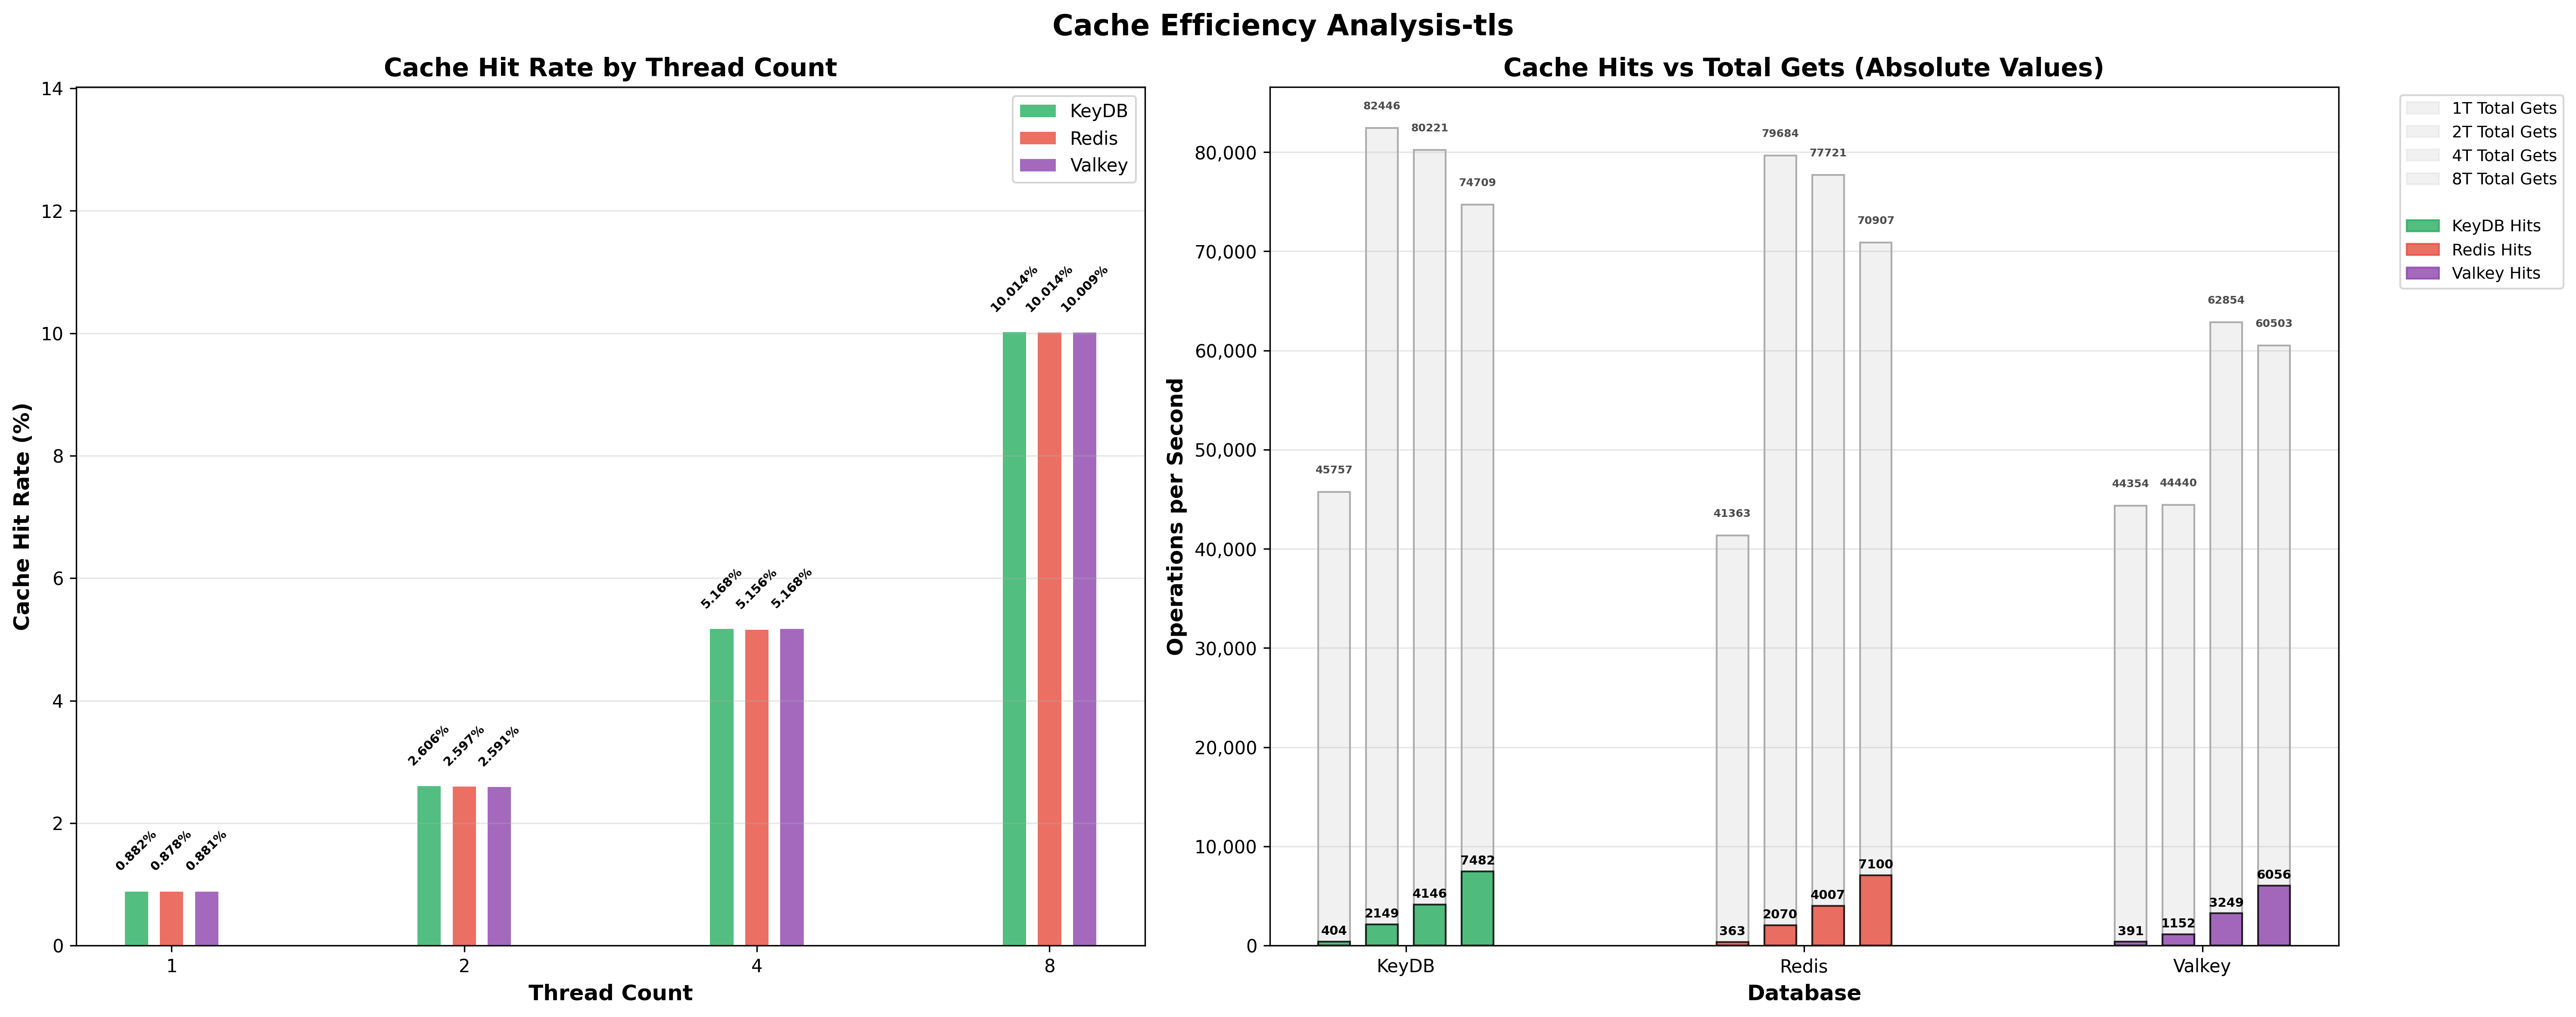 Cache Efficiency Analysis-tls
Cache Hit Rate by Thread Count
Cache Hit Rate (%)
14
12
10
8
6
4
2
0
KeyDB
Redis
Valkey
0.882%
0.878%
0.881%
2.606%
2.597%
2.591%
5.168%
5.156%
5.168%
10.014%
10.014%
10.009%
1
2
4
8
Thread Count
Cache Hits vs Total Gets (Absolute Values)
Operations per Second
80,000
70,000
60,000
50,000
40,000
30,000
20,000
10,000
0
45757
82446
80221
74709
41363
79684
77721
70907
44354
44440
62854
60503
404
2149
4146
7482
363
2070
4007
7100
391
1152
3249
6056
KeyDB
Redis
Valkey
Database
1T Total Gets
2T Total Gets
4T Total Gets
8T Total Gets
KeyDB Hits
Redis Hits
Valkey Hits